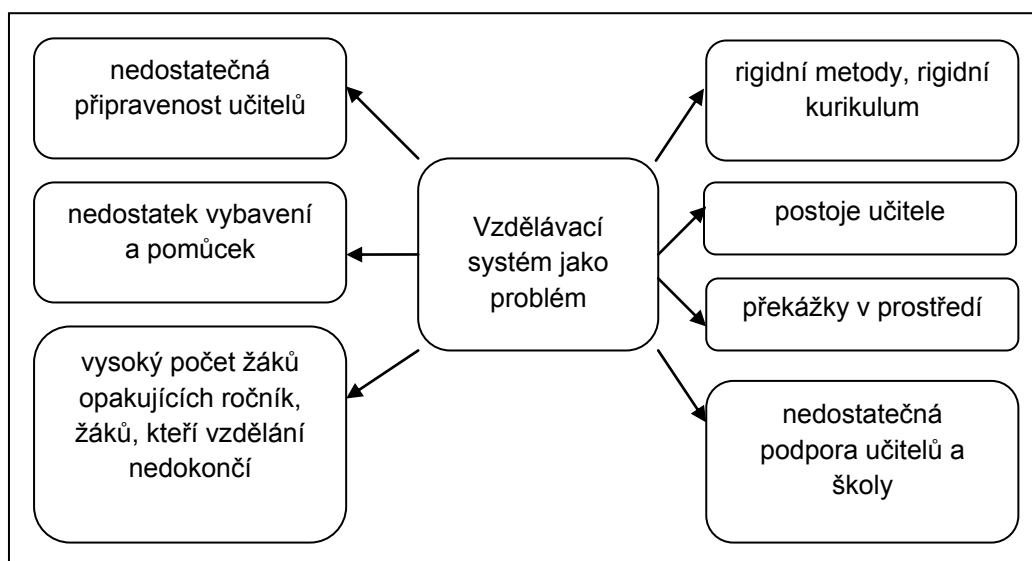 nedostatečná
připravenost učitelů
nedostatek vybavení
a pomůcek
vysoký počet žáků
opakujících ročník,
žáků, kteří vzdělání
nedokončí
Vzdělávací
systém jako
problém
rigidní metody, rigidní
kurikulum
postoje učitele
překážky v prostředí
nedostatečná
podpora učitelů a
školy